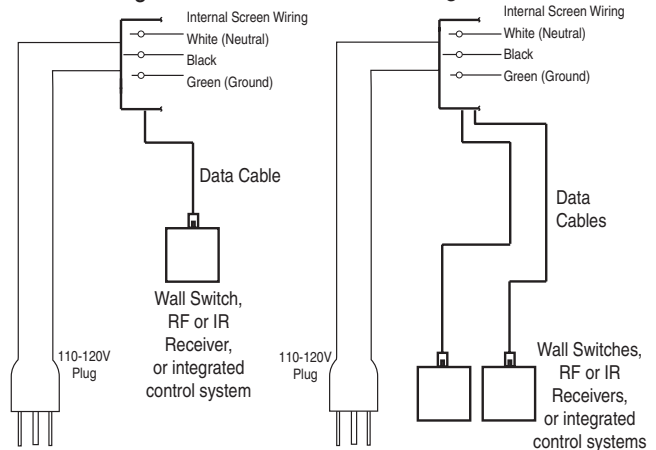 Internal Screen Wiring
White (Neutral)
Black
Green (Ground)
Data Cable
Wall Switch,
RF or IR
Receiver,
or integrated
control system
110-120V
Plug
Internal Screen Wiring
White (Neutral)
Black
Green (Ground)
Data
Cables
110-120V
Plug
Wall Switches,
RF or IR
Receivers,
or integrated
control systems